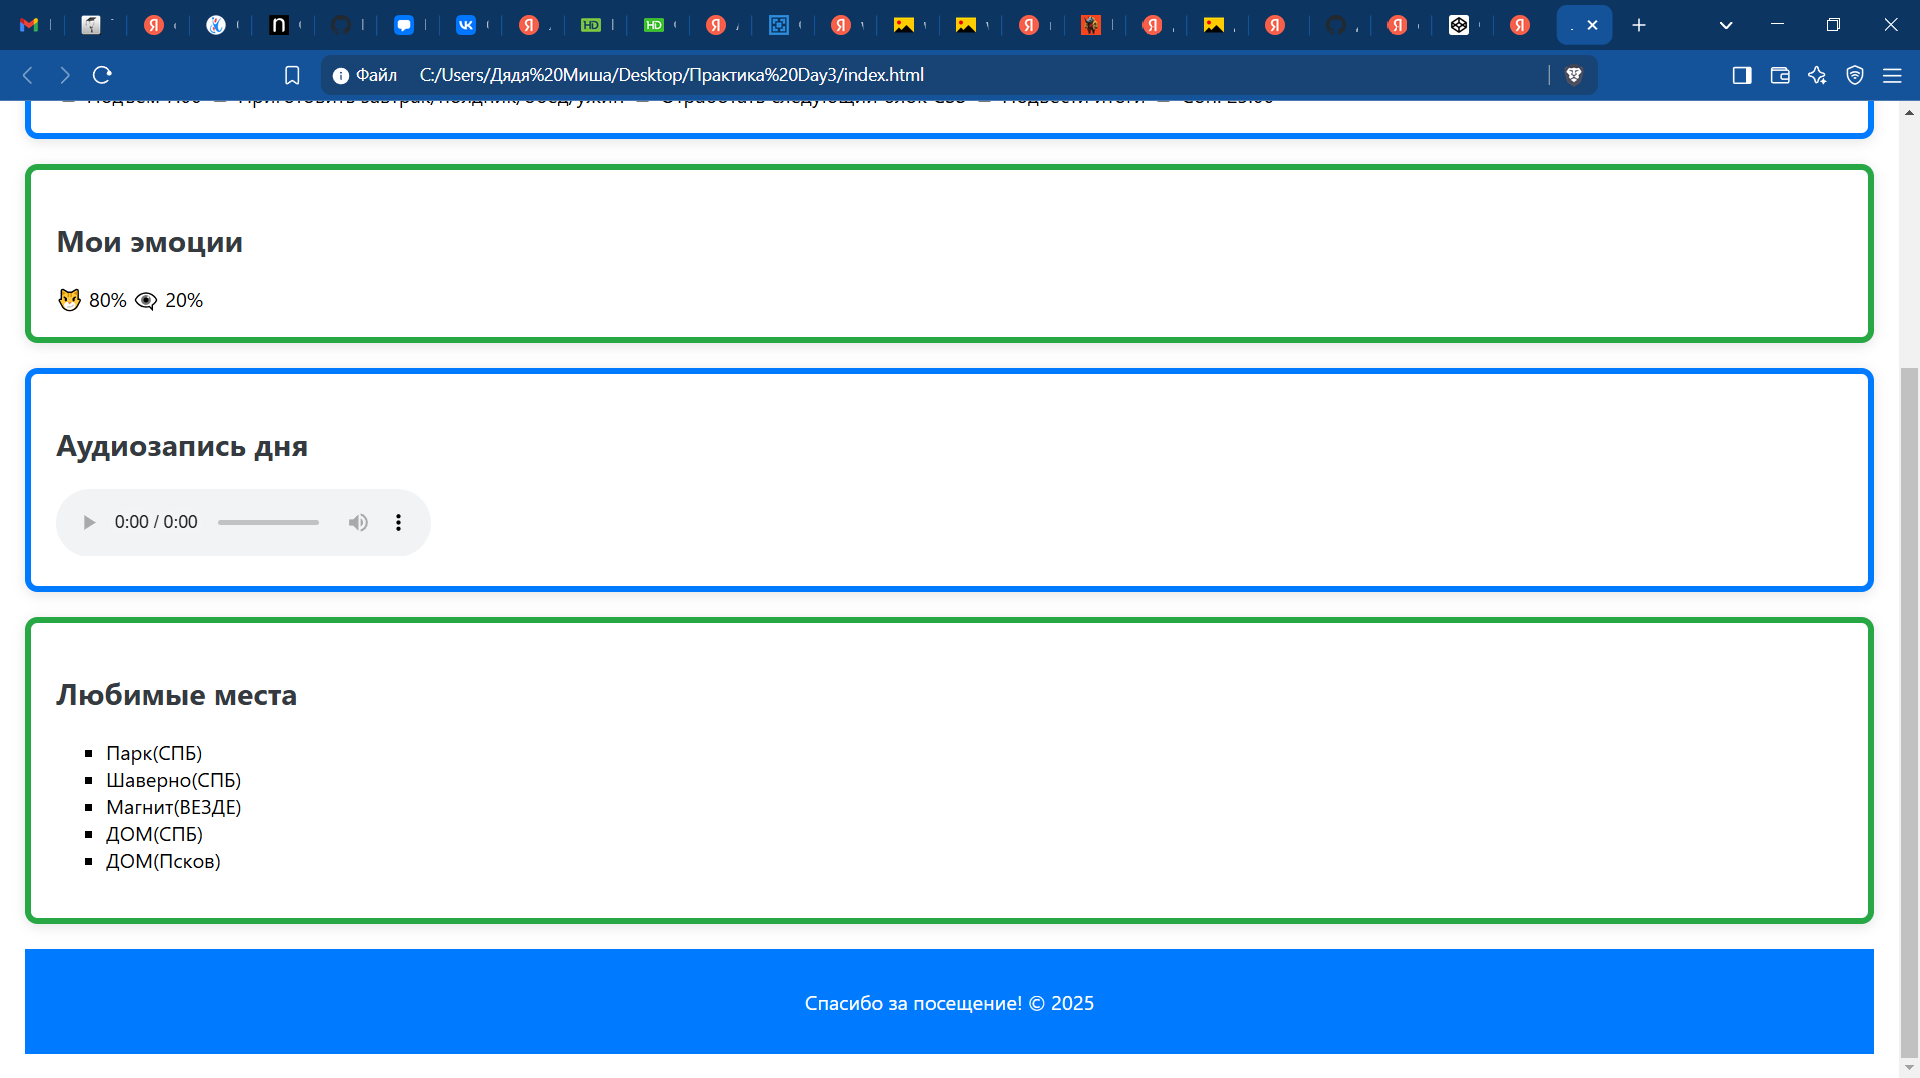 Файл C:/Users/Дядя%20Миша/Desktop/Практика%20Day3/index.html
Мои эмоции
80% 20%
Аудиозапись дня
0:00 / 0:00
Любимые места
Парк(СПБ)
Шаверно(СПБ)
Магнит(ВЕЗДЕ)
ДОМ(СПБ)
ДОМ(Псков)
Спасибо за посещение! © 2025